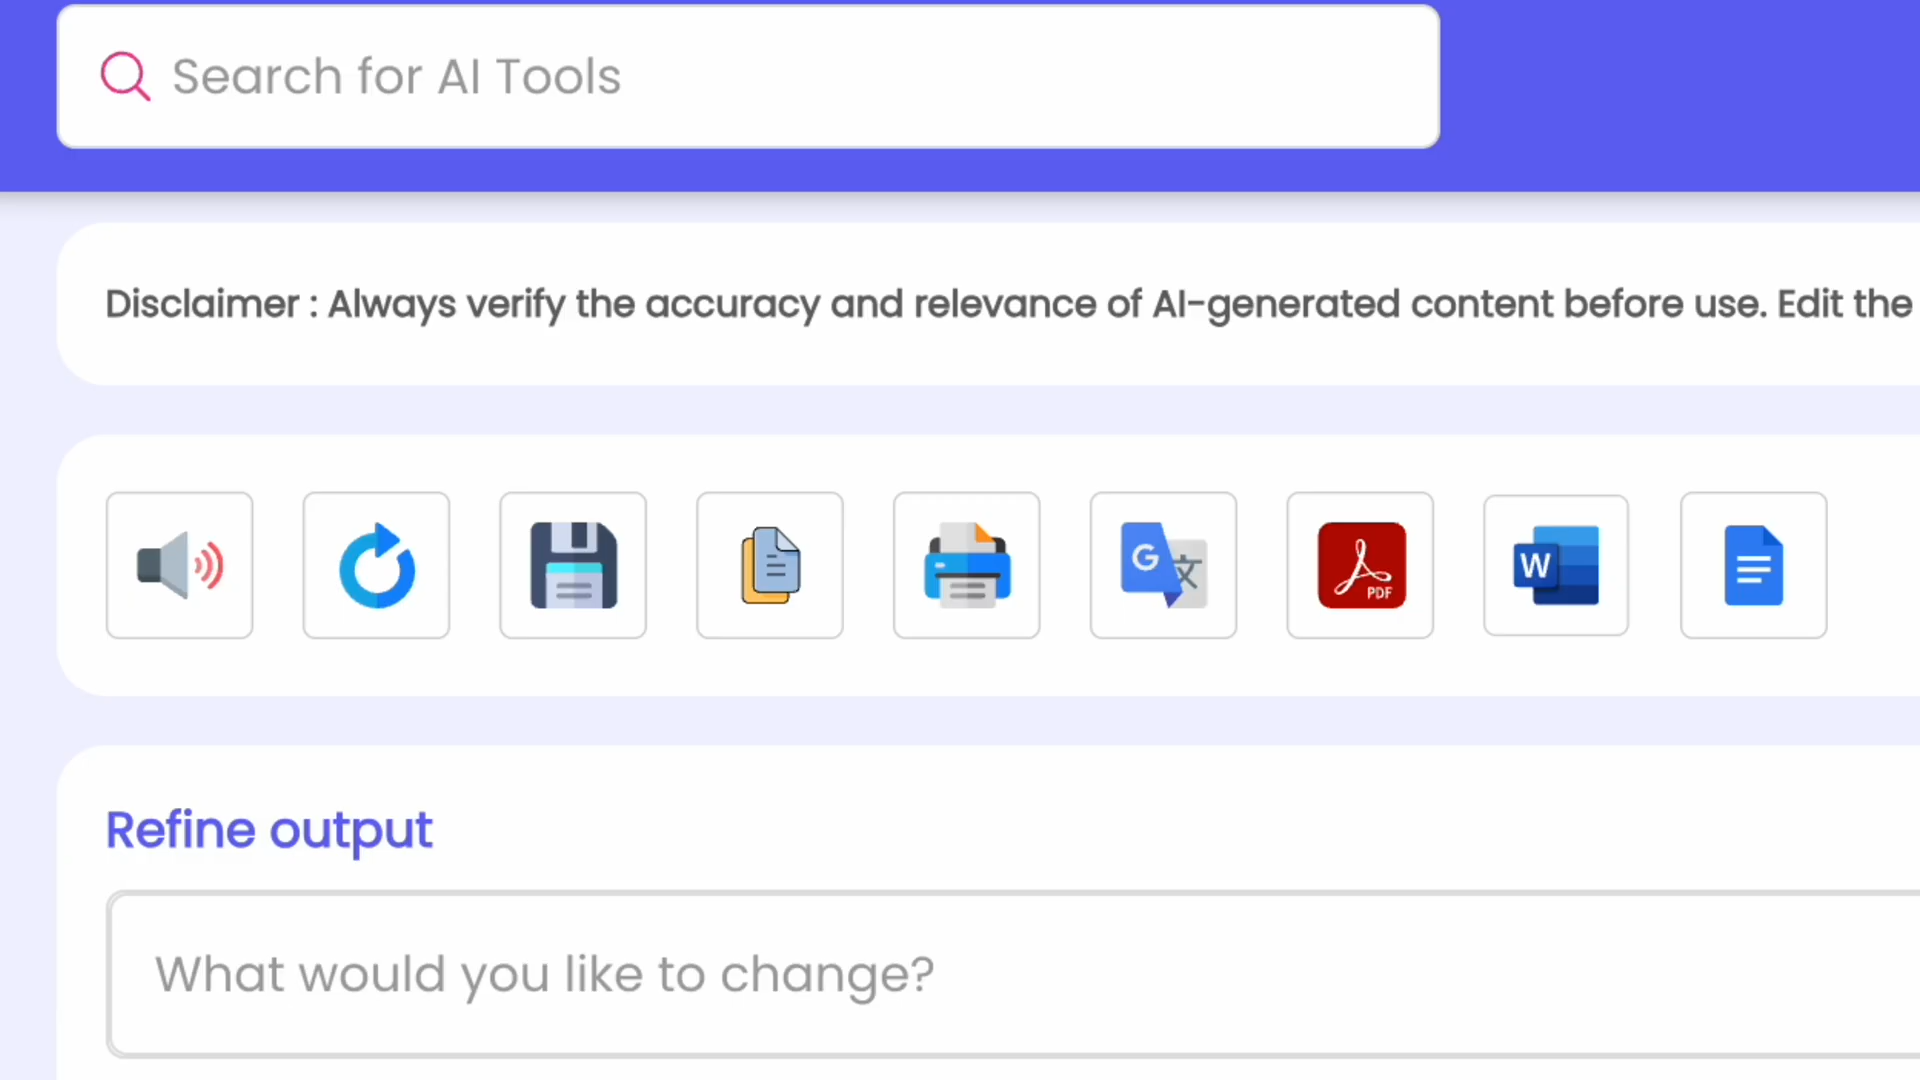 Search for AI Tools
Disclaimer : Always verify the accuracy and relevance of AI-generated content before use. Edit the
G 文
PDF
W
Refine output
What would you like to change?